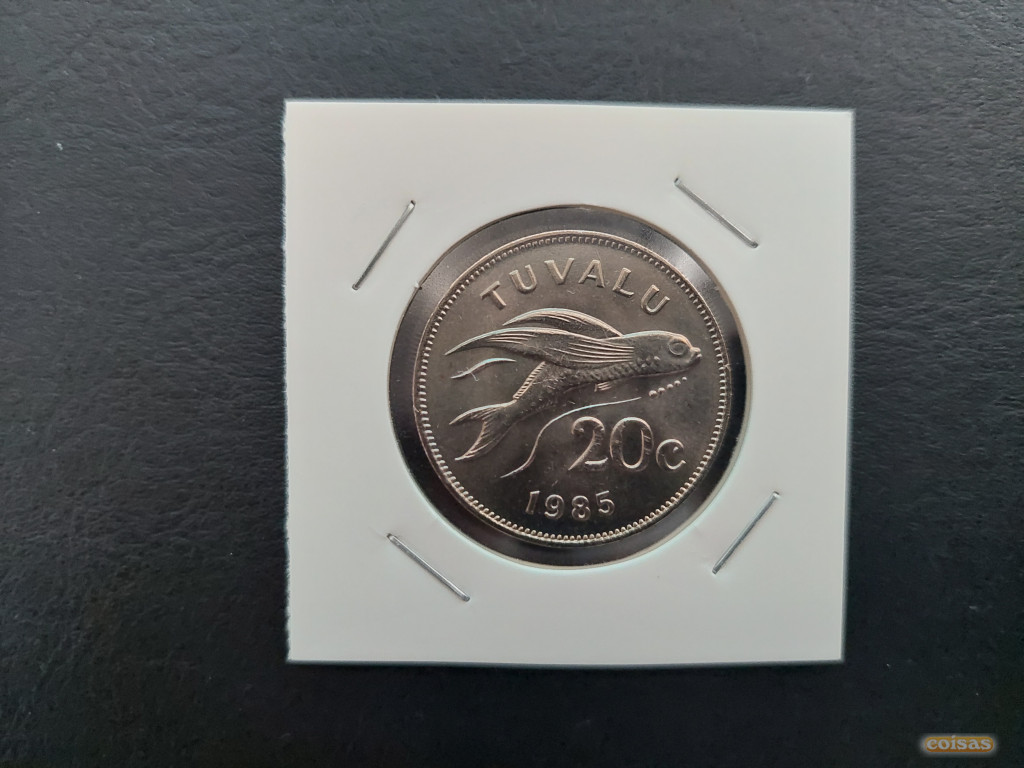 TUVALU
20c
1985
coisas